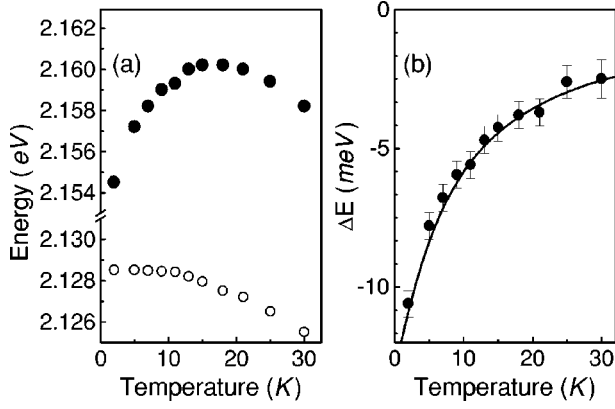 (a)
Energy (eV)
2.162
2.160
2.158
2.156
2.154
2.130
2.128
2.126
0 10 20 30
Temperature (K)
(b)
ΔE (meV)
0
-5
-10
0 10 20 30
Temperature (K)